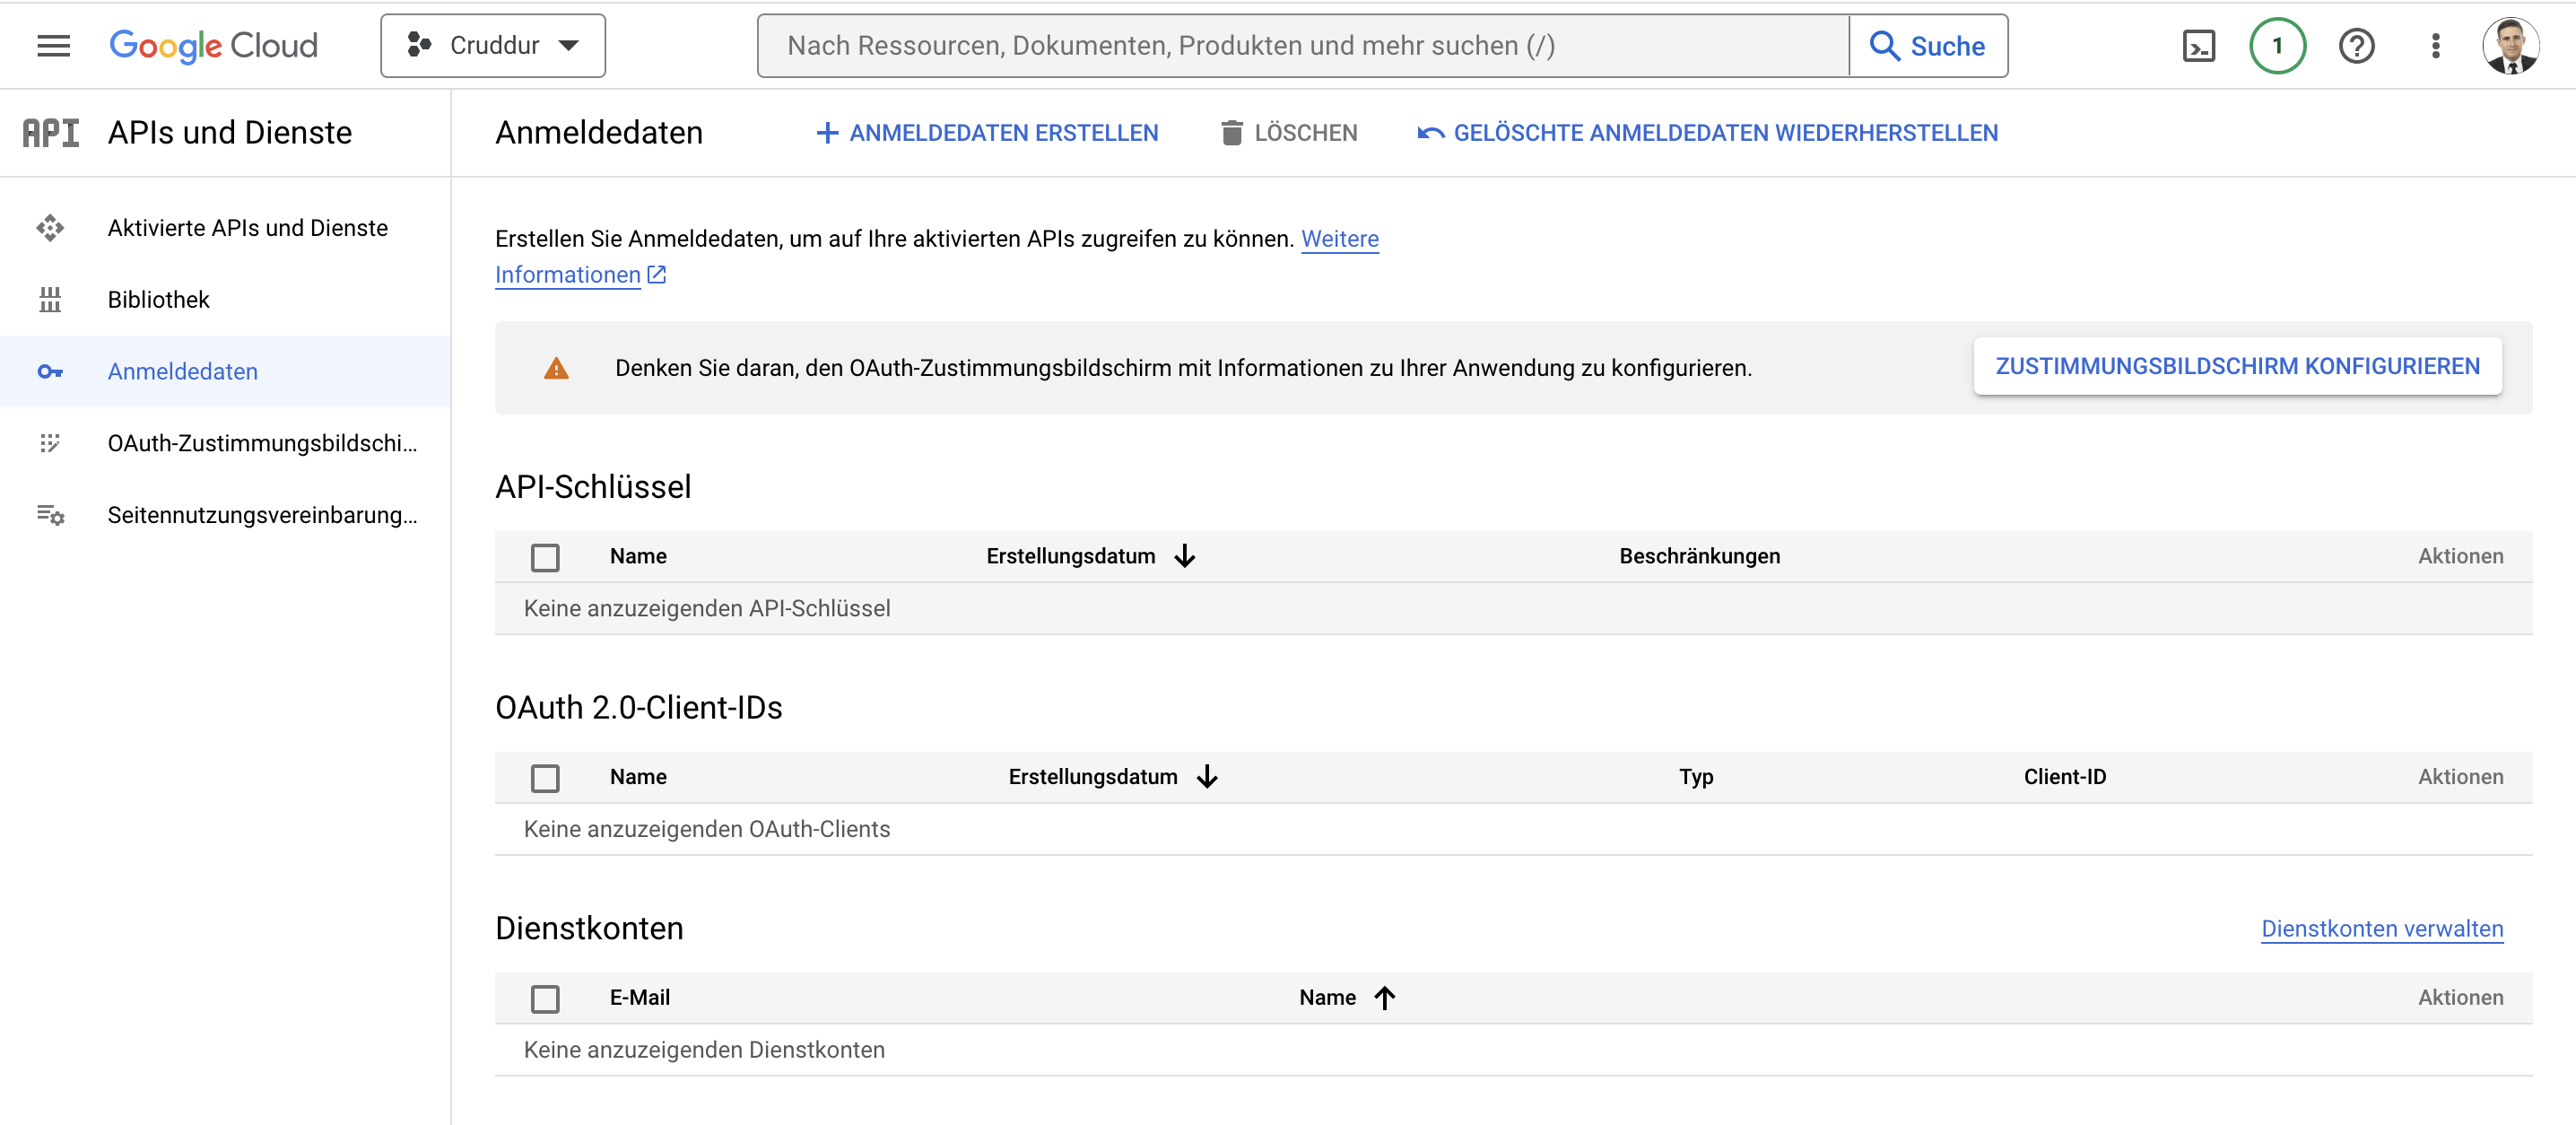 Google Cloud
Cruddur
Nach Ressourcen, Dokumenten, Produkten und mehr suchen (/)
Suche
1
API
APIs und Dienste
Aktivierte APIs und Dienste
Bibliothek
Anmeldedaten
OAuth-Zustimmungsbildschi...
Seitennutzungsvereinbarung...
Anmeldedaten
ANMELDEDATEN ERSTELLEN
LÖSCHEN
GELÖSCHTE ANMELDEDATEN WIEDERHERSTELLEN
Erstellen Sie Anmeldedaten, um auf Ihre aktivierten APIs zugreifen zu können. Weitere
Informationen
Denken Sie daran, den OAuth-Zustimmungsbildschirm mit Informationen zu Ihrer Anwendung zu konfigurieren.
ZUSTIMMUNGSBILDSCHIRM KONFIGURIEREN
API-Schlüssel
Name Erstellungsdatum Beschränkungen Aktionen
Keine anzuzeigenden API-Schlüssel
OAuth 2.0-Client-IDs
Name Erstellungsdatum Typ Client-ID Aktionen
Keine anzuzeigenden OAuth-Clients
Dienstkonten
Dienstkonten verwalten
E-Mail Name Aktionen
Keine anzuzeigenden Dienstkonten